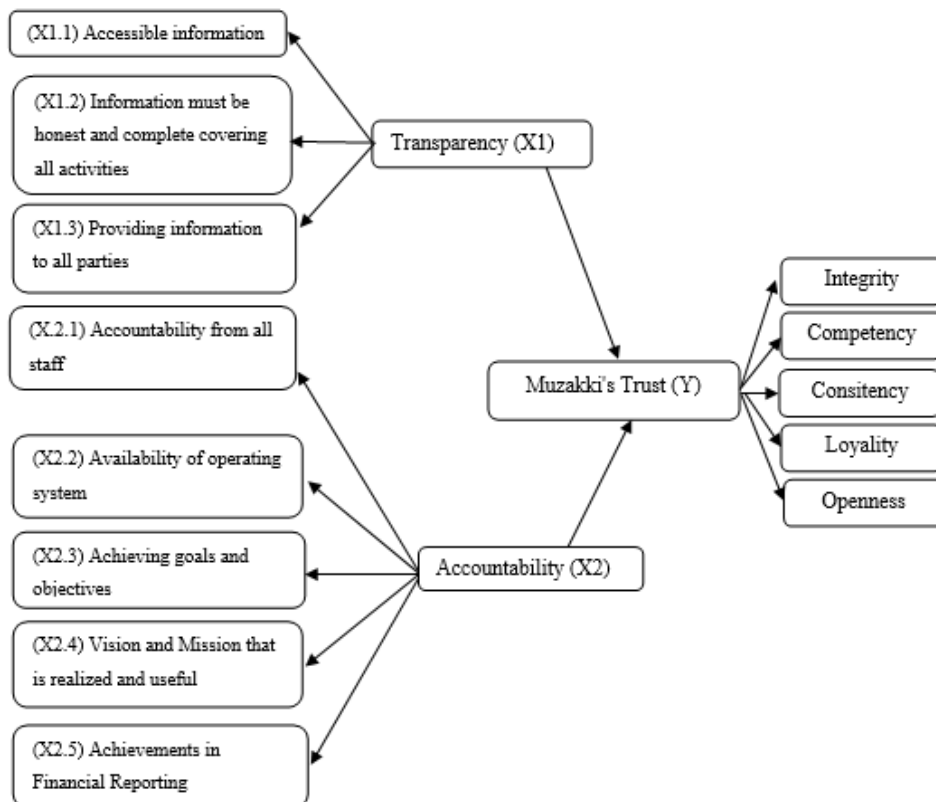 (X1.1) Accessible information
(X1.2) Information must be
honest and complete covering
all activities
(X1.3) Providing information
to all parties
(X.2.1) Accountability from all
staff
(X2.2) Availability of operating
system
(X2.3) Achieving goals and
objectives
(X2.4) Vision and Mission that
is realized and useful
(X2.5) Achievements in
Financial Reporting
Transparency (X1)
Accountability (X2)
Muzakki's Trust (Y)
Integrity
Competency
Consitency
Loyality
Openness